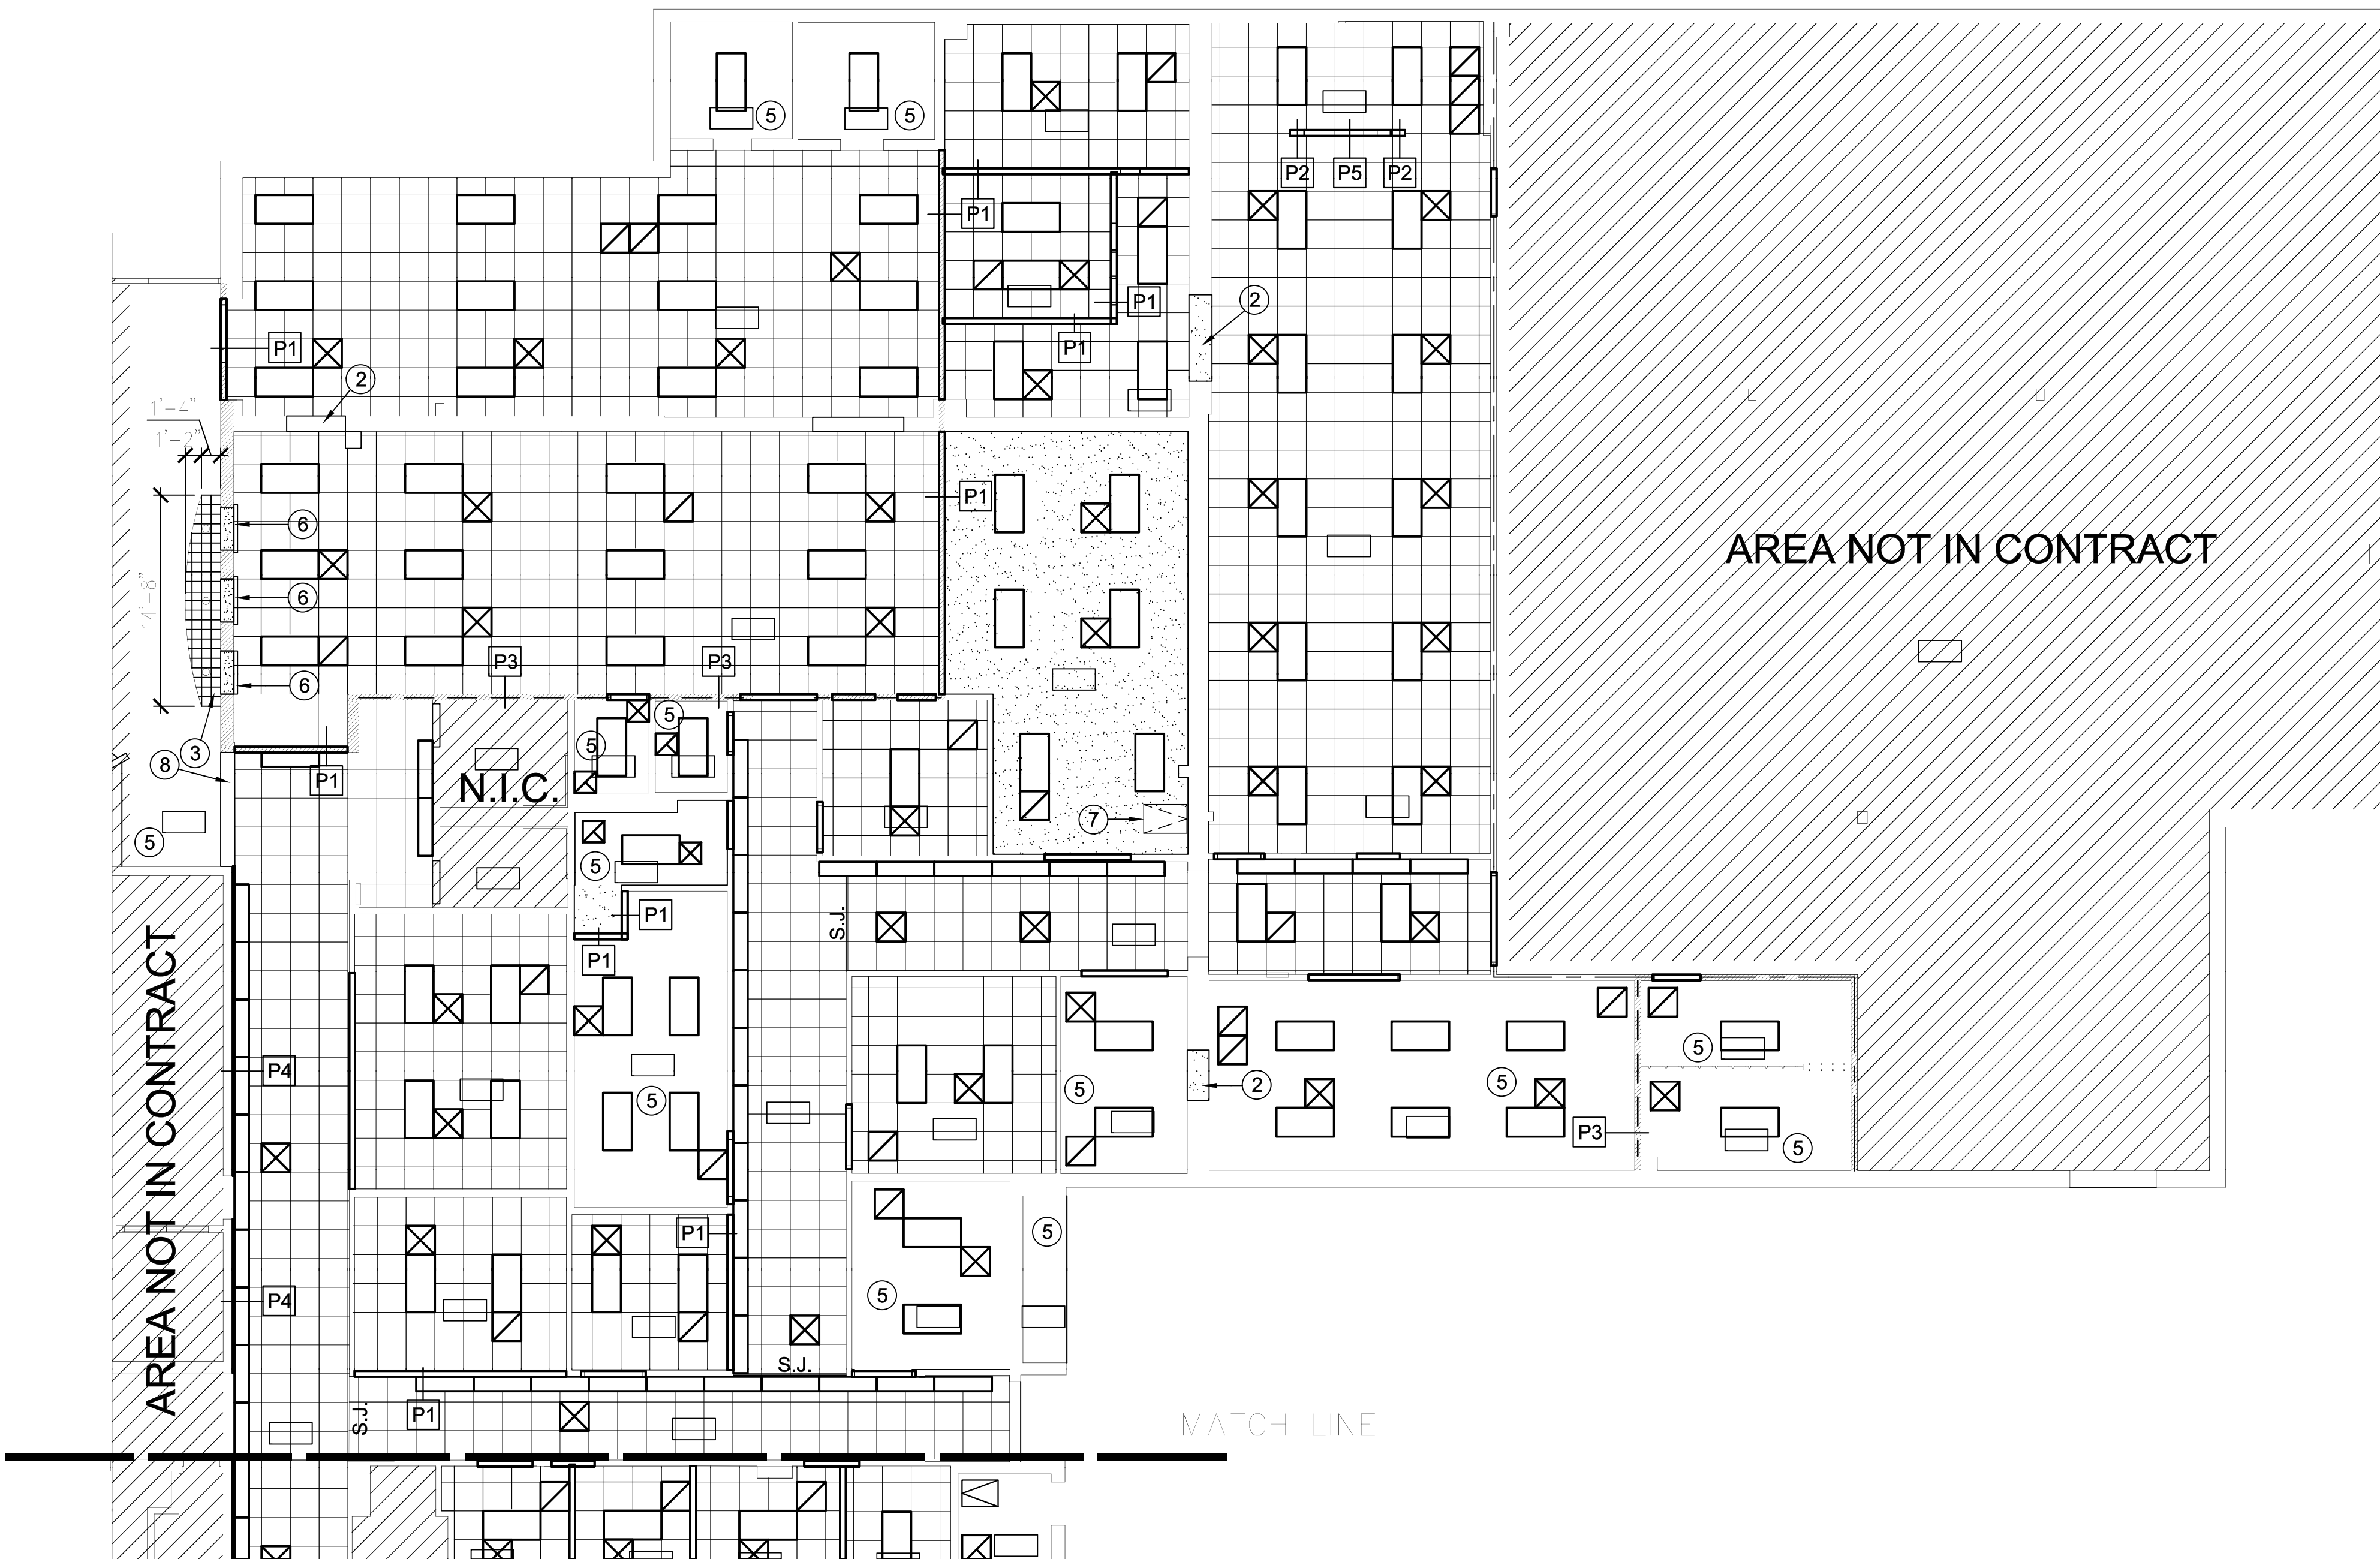 5
5
P2
P5
P2
P1
2
P1
P1
P1
2
1'-4"
1'-2"
P1
6
AREA NOT IN CONTRACT
6
14'-8"
P3
P3
6
5
5
3
8
P1
N.I.C.
7
5
5
P1
S.J.
P1
AREA NOT IN CONTRACT
5
P4
5
5
2
5
P3
5
5
P1
5
P4
S.J.
P1
S.J.
MATCH LINE